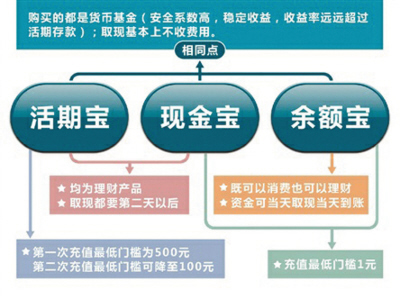 购买的都是货币基金（安全系数高，稳定收益，收益率远远超过
活期存款）；取现基本上不收费用。
相同点
活期宝
现金宝
余额宝
★ 均为理财产品
★ 取现都要第二天以后
★ 既可以消费也可以理财
★ 资金可当天取现当天到账
★ 第一次充值最低门槛为500元
第二次充值最低门槛可降至100元
★充值最低门槛1元